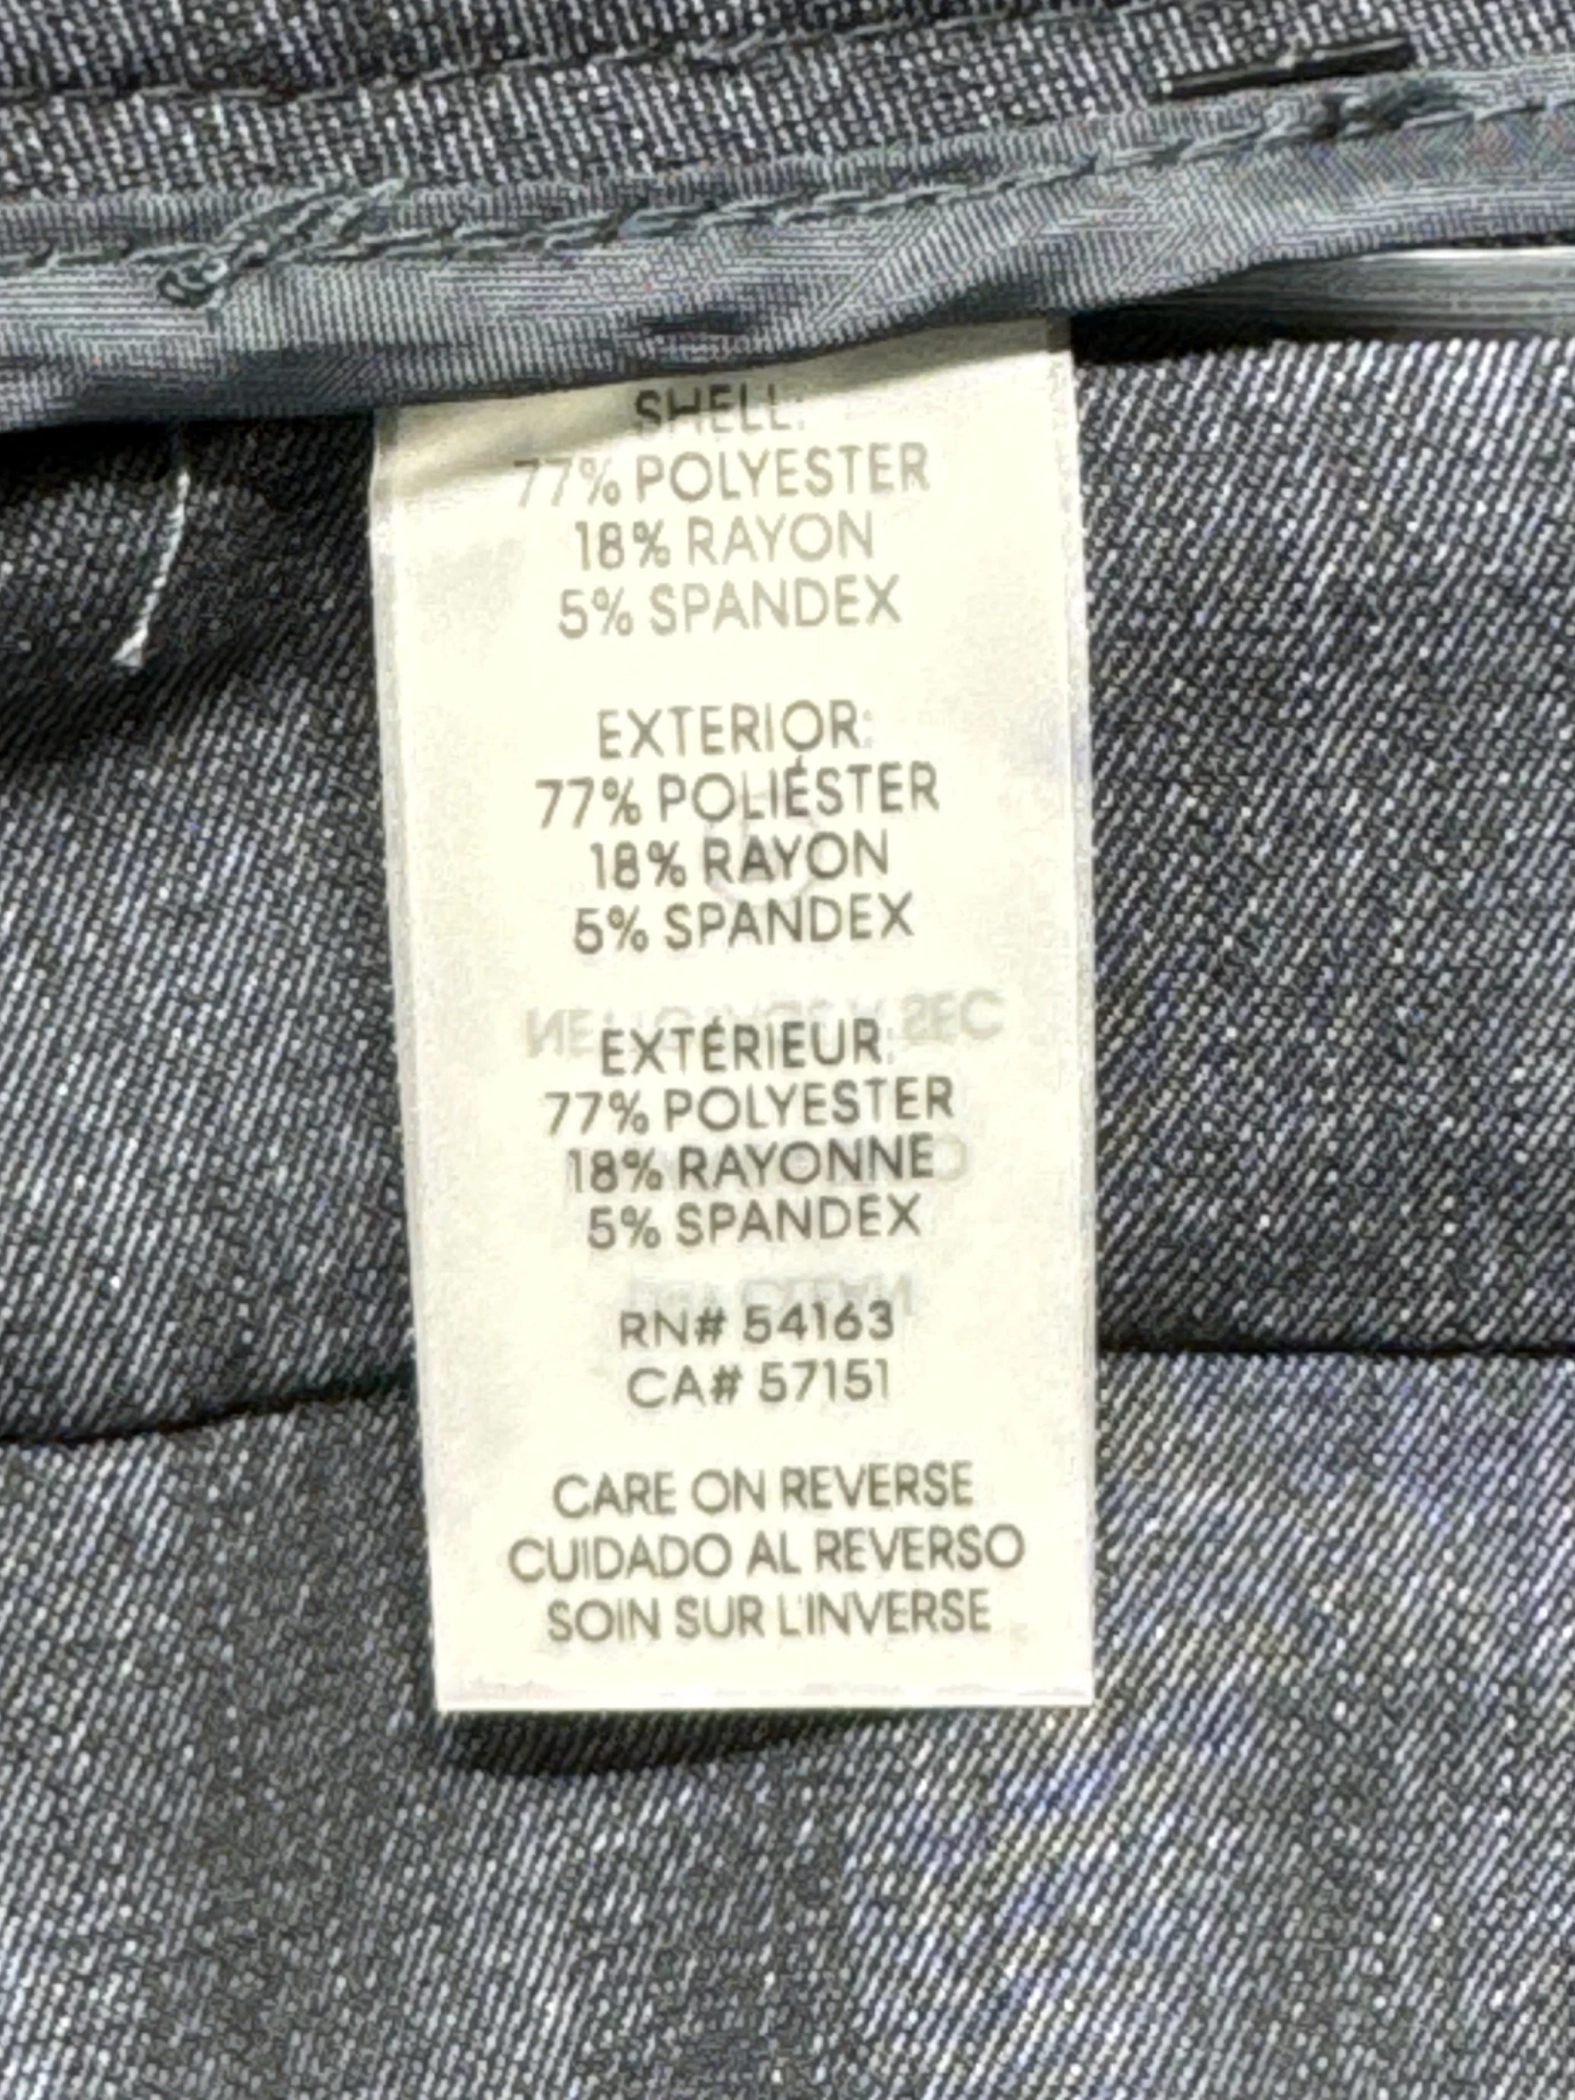 SHELL:
77% POLYESTER
18% RAYON
5% SPANDEX
EXTERIOR:
77% POLIÉSTER
18% RAYON
5% SPANDEX
EXTÉRIEUR:
77% POLYESTER
18% RAYONNE
5% SPANDEX
RN# 54163
CA# 57151
CARE ON REVERSE
CUIDADO AL REVERSO
SOIN SUR L'INVERSE